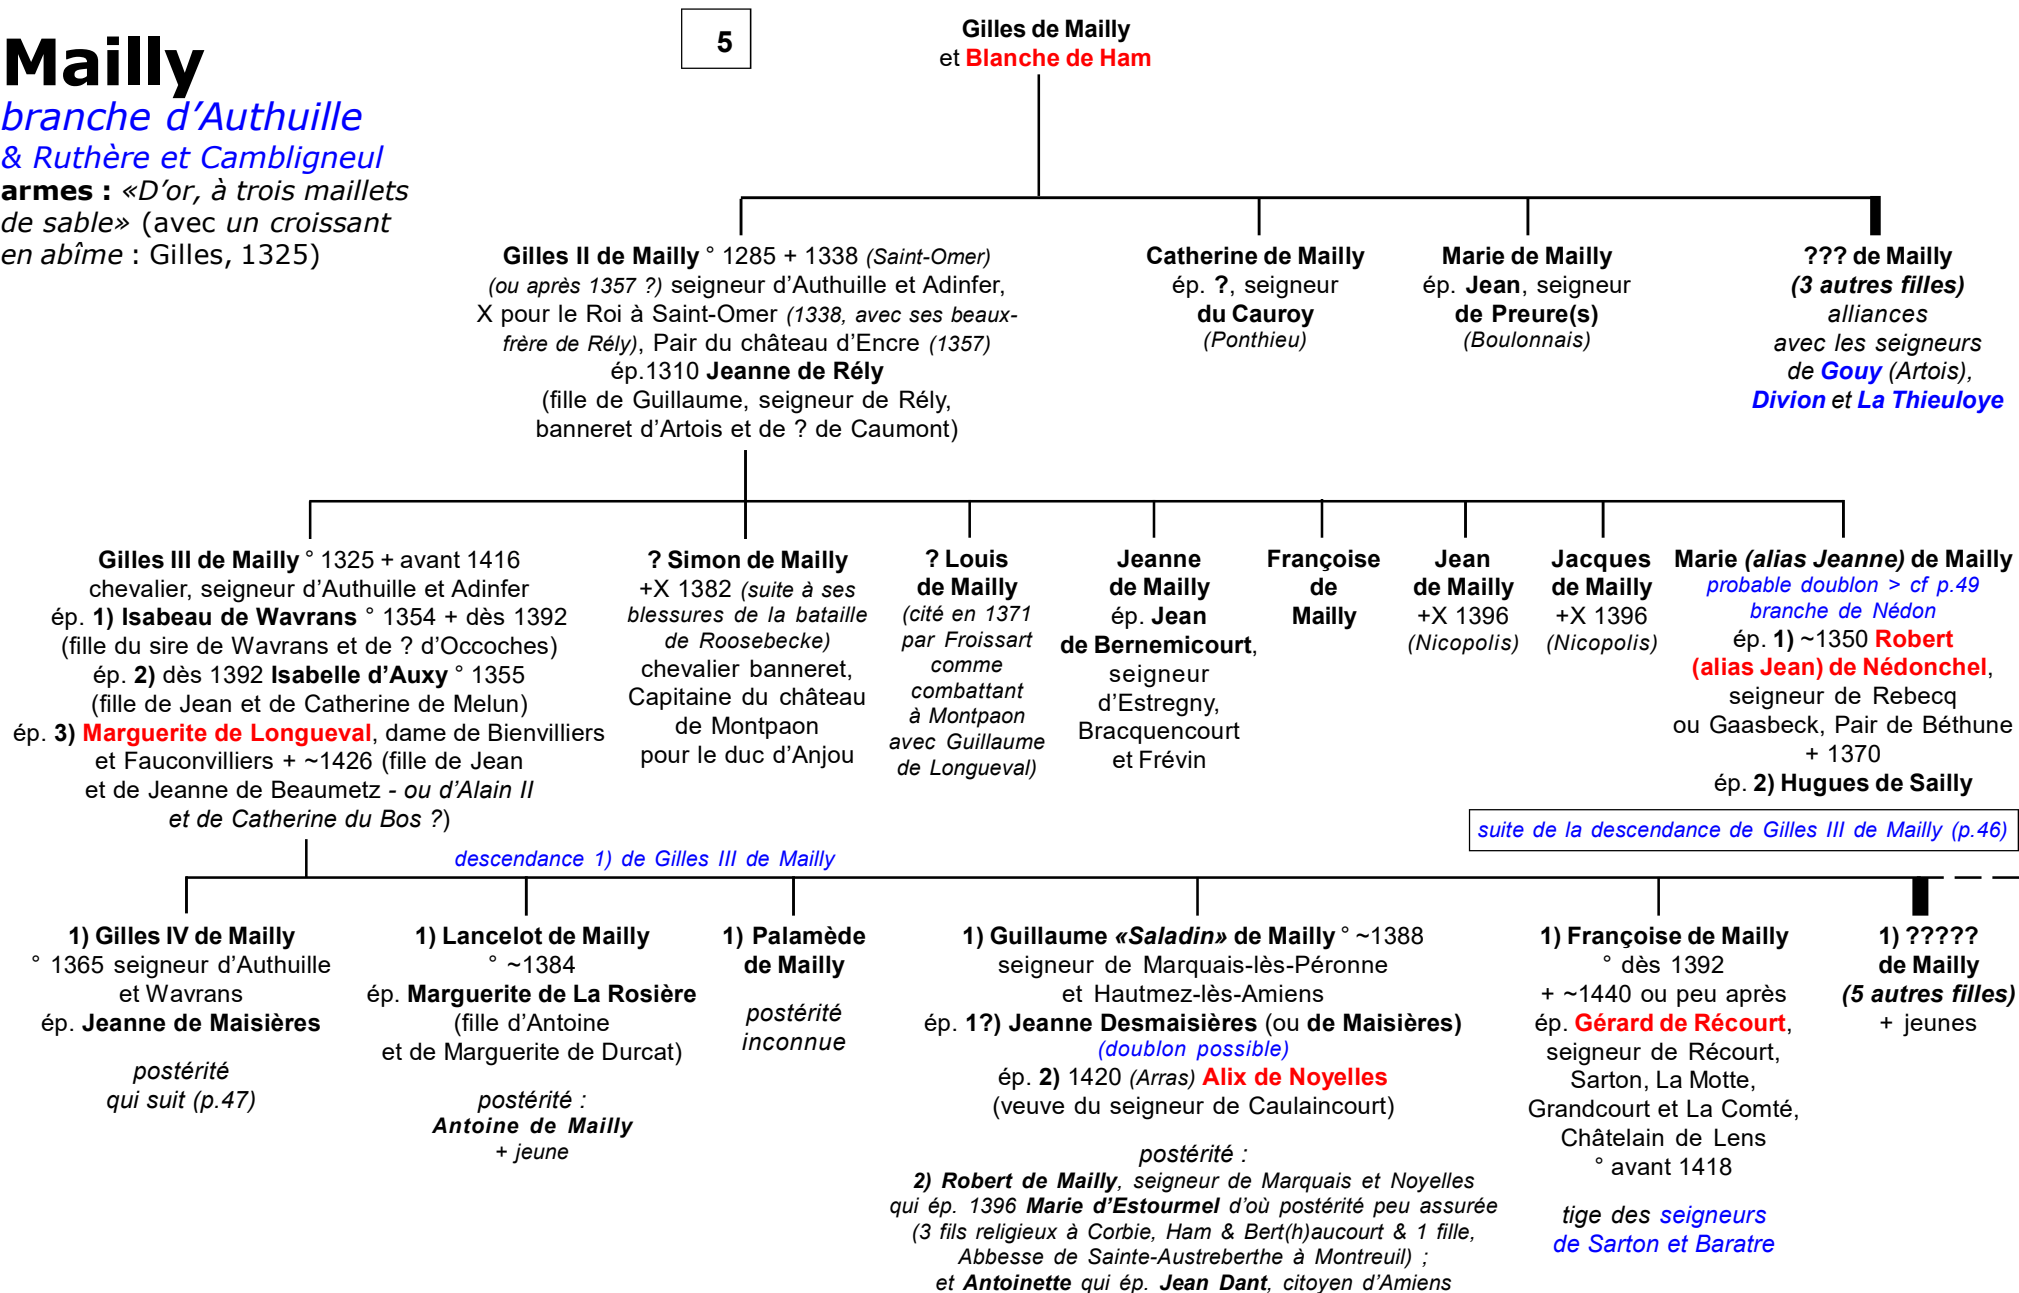 Mailly
branche d'Authuille
& Ruthère et Cambligneul
armes : «D'or, à trois maillets
de sable» (avec un croissant
en abîme : Gilles, 1325)
5
Gilles de Mailly
et Blanche de Ham
Gilles II de Mailly ° 1285 + 1338 (Saint-Omer)
(ou après 1357 ?) seigneur d'Authuille et Adinfer,
X pour le Roi à Saint-Omer (1338, avec ses beaux-
frère de Rély), Pair du château d'Encre (1357)
ép.1310 Jeanne de Rély
(fille de Guillaume, seigneur de Rély,
banneret d'Artois et de ? de Caumont)
Catherine de Mailly
ép. ?, seigneur
du Cauroy
(Ponthieu)
Marie de Mailly
ép. Jean, seigneur
de Preure(s)
(Boulonnais)
??? de Mailly
(3 autres filles)
alliances
avec les seigneurs
de Gouy (Artois),
Divion et La Thieuloye
Gilles III de Mailly ° 1325 + avant 1416
chevalier, seigneur d'Authuille et Adinfer
ép. 1) Isabeau de Wavrans ° 1354 + dès 1392
(fille du sire de Wavrans et de ? d'Occoches)
ép. 2) dès 1392 Isabelle d'Auxy ° 1355
(fille de Jean et de Catherine de Melun)
ép. 3) Marguerite de Longueval, dame de Bienvilliers
et Fauconvilliers + ~1426 (fille de Jean
et de Jeanne de Beaumetz - ou d'Alain II
et de Catherine du Bos ?)
? Simon de Mailly
+X 1382 (suite à ses
blessures de la bataille
de Roosebecke)
chevalier banneret,
Capitaine du château
de Montpaon
pour le duc d'Anjou
? Louis
de Mailly
(cité en 1371
par Froissart
comme
combattant
à Montpaon
avec Guillaume
de Longueval)
Jeanne
de Mailly
ép. Jean
de Bernemicourt,
seigneur
d'Estregny,
Bracquencourt
et Frévin
Françoise
de
Mailly
Jean
de Mailly
+X 1396
(Nicopolis)
Jacques
de Mailly
+X 1396
(Nicopolis)
Marie (alias Jeanne) de Mailly
probable doublon > cf p.49
branche de Nédon
ép. 1) ~1350 Robert
(alias Jean) de Nédonchel,
seigneur de Rebecq
ou Gaasbeck, Pair de Béthune
+ 1370
ép. 2) Hugues de Sailly
suite de la descendance de Gilles III de Mailly (p.46)
descendance 1) de Gilles III de Mailly
1) Gilles IV de Mailly
° 1365 seigneur d'Authuille
et Wavrans
ép. Jeanne de Maisières
postérité
qui suit (p.47)
1) Lancelot de Mailly
° ~1384
ép. Marguerite de La Rosière
(fille d'Antoine
et de Marguerite de Durcat)
postérité :
Antoine de Mailly
+ jeune
1) Palamède
de Mailly
postérité
inconnue
1) Guillaume «Saladin» de Mailly ° ~1388
seigneur de Marquais-lès-Péronne
et Hautmez-lès-Amiens
ép. 1?) Jeanne Desmaisières (ou de Maisières)
(doublon possible)
ép. 2) 1420 (Arras) Alix de Noyelles
(veuve du seigneur de Caulaincourt)
postérité :
2) Robert de Mailly, seigneur de Marquais et Noyelles
qui ép. 1396 Marie d'Estourmel d'où postérité peu assurée
(3 fils religieux à Corbie, Ham & Bert(h)aucourt & 1 fille,
Abbesse de Sainte-Austreberthe à Montreuil) ;
et Antoinette qui ép. Jean Dant, citoyen d'Amiens
1) Françoise de Mailly
° dès 1392
+ ~1440 ou peu après
ép. Gérard de Récourt,
seigneur de Récourt,
Sarton, La Motte,
Grandcourt et La Comté,
Châtelain de Lens
° avant 1418
tige des seigneurs
de Sarton et Baratre
1) ?????
de Mailly
(5 autres filles)
+ jeunes